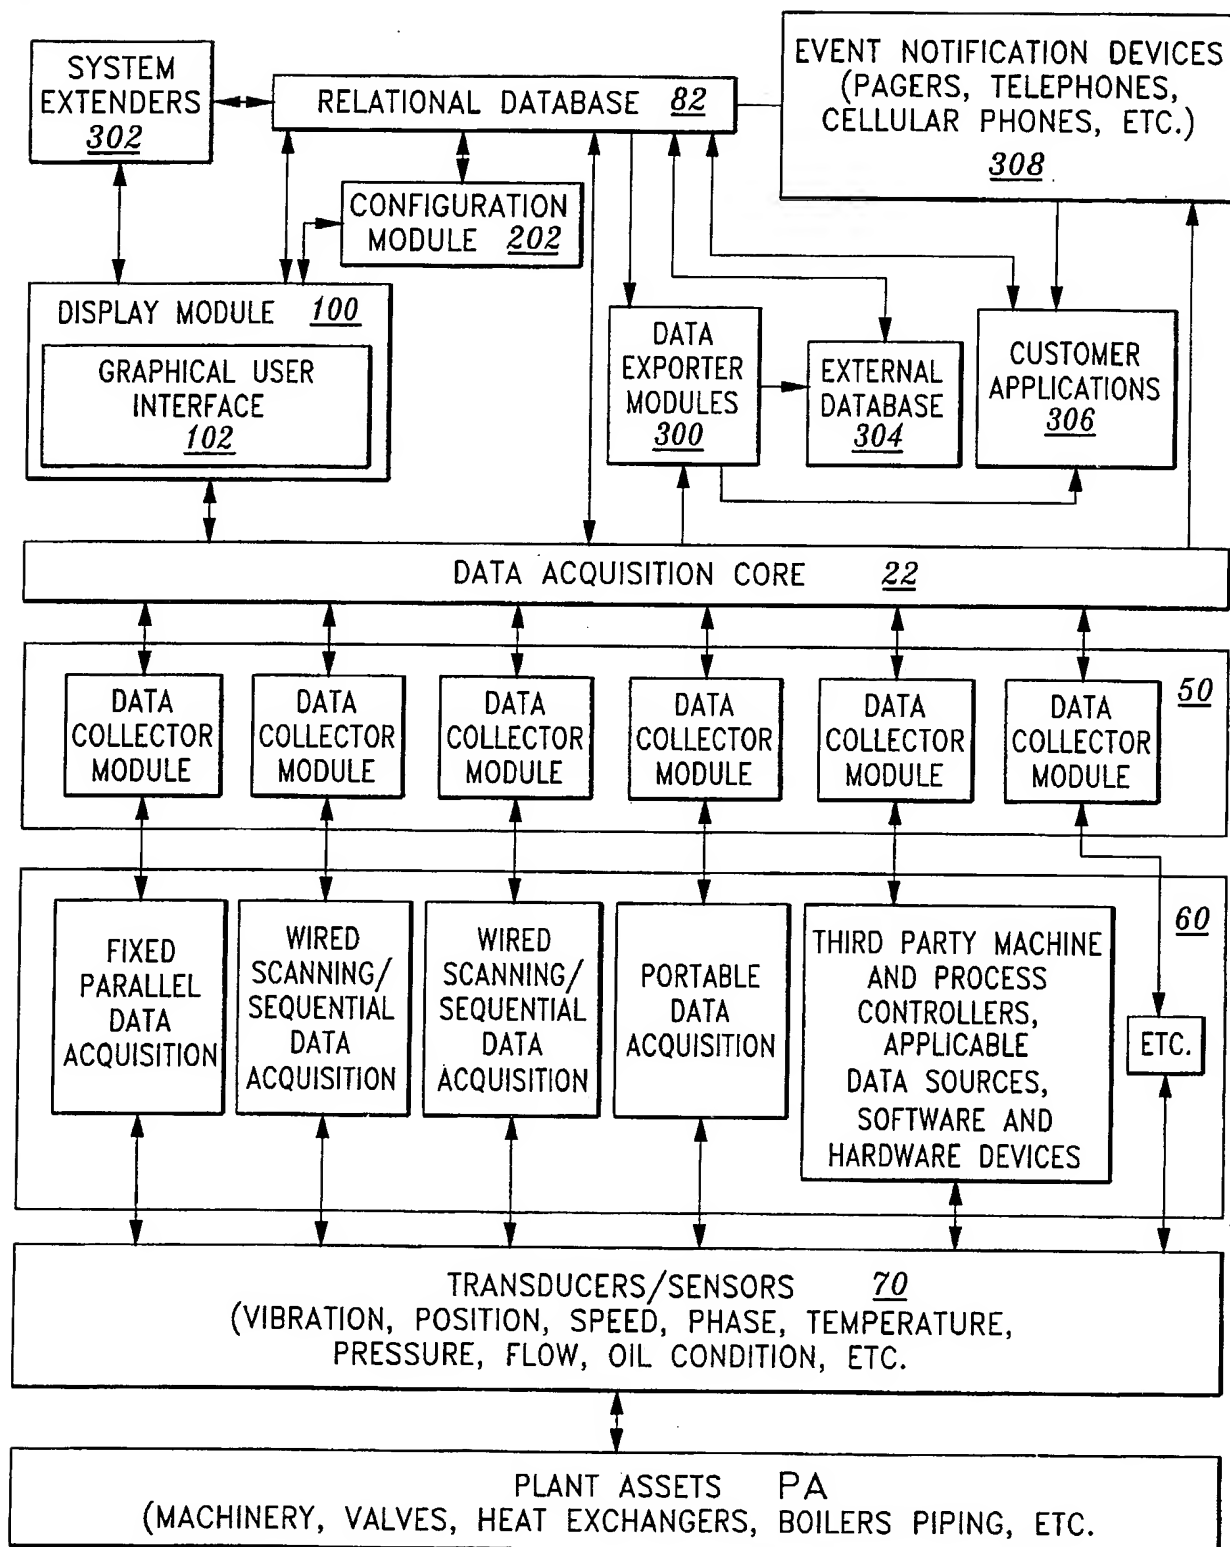 SYSTEM
EXTENDERS
302
RELATIONAL DATABASE 82
EVENT NOTIFICATION DEVICES
(PAGERS, TELEPHONES,
CELLULAR PHONES, ETC.)
308
CONFIGURATION
MODULE 202
DISPLAY MODULE 100
GRAPHICAL USER
INTERFACE
102
DATA
EXPORTER
MODULES
300
EXTERNAL
DATABASE
304
CUSTOMER
APPLICATIONS
306
DATA ACQUISITION CORE 22
50
DATA
COLLECTOR
MODULE
DATA
COLLECTOR
MODULE
DATA
COLLECTOR
MODULE
DATA
COLLECTOR
MODULE
DATA
COLLECTOR
MODULE
DATA
COLLECTOR
MODULE
60
FIXED
PARALLEL
DATA
ACQUISITION
WIRED
SCANNING/
SEQUENTIAL
DATA
ACQUISITION
WIRED
SCANNING/
SEQUENTIAL
DATA
ACQUISITION
PORTABLE
DATA
ACQUISITION
THIRD PARTY MACHINE
AND PROCESS
CONTROLLERS,
APPLICABLE
DATA SOURCES,
SOFTWARE AND
HARDWARE DEVICES
ETC.
TRANSDUCERS/SENSORS 70
(VIBRATION, POSITION, SPEED, PHASE, TEMPERATURE,
PRESSURE, FLOW, OIL CONDITION, ETC.
PLANT ASSETS PA
(MACHINERY, VALVES, HEAT EXCHANGERS, BOILERS PIPING, ETC.